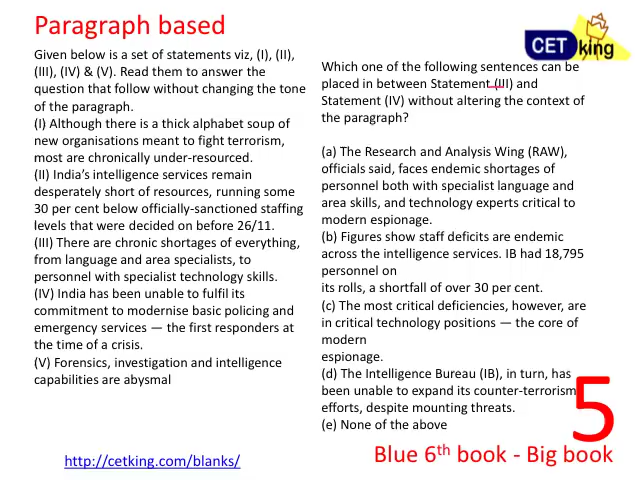 Paragraph based
Given below is a set of statements viz, (I), (II),
(III), (IV) & (V). Read them to answer the
question that follow without changing the tone
of the paragraph.
(I) Although there is a thick alphabet soup of
new organisations meant to fight terrorism,
most are chronically under-resourced.
(II) India's intelligence services remain
desperately short of resources, running some
30 per cent below officially-sanctioned staffing
levels that were decided on before 26/11.
(III) There are chronic shortages of everything,
from language and area specialists, to
personnel with specialist technology skills.
(IV) India has been unable to fulfil its
commitment to modernise basic policing and
emergency services — the first responders at
the time of a crisis.
(V) Forensics, investigation and intelligence
capabilities are abysmal
http://cetking.com/blanks/
CET king
Which one of the following sentences can be
placed in between Statement (III) and
Statement (IV) without altering the context of
the paragraph?
(a) The Research and Analysis Wing (RAW),
officials said, faces endemic shortages of
personnel both with specialist language and
area skills, and technology experts critical to
modern espionage.
(b) Figures show staff deficits are endemic
across the intelligence services. IB had 18,795
personnel on
its rolls, a shortfall of over 30 per cent.
(c) The most critical deficiencies, however, are
in critical technology positions — the core of
modern
espionage.
(d) The Intelligence Bureau (IB), in turn, has
been unable to expand its counter-terrorism
efforts, despite mounting threats.
(e) None of the above
5
Blue 6th book - Big book